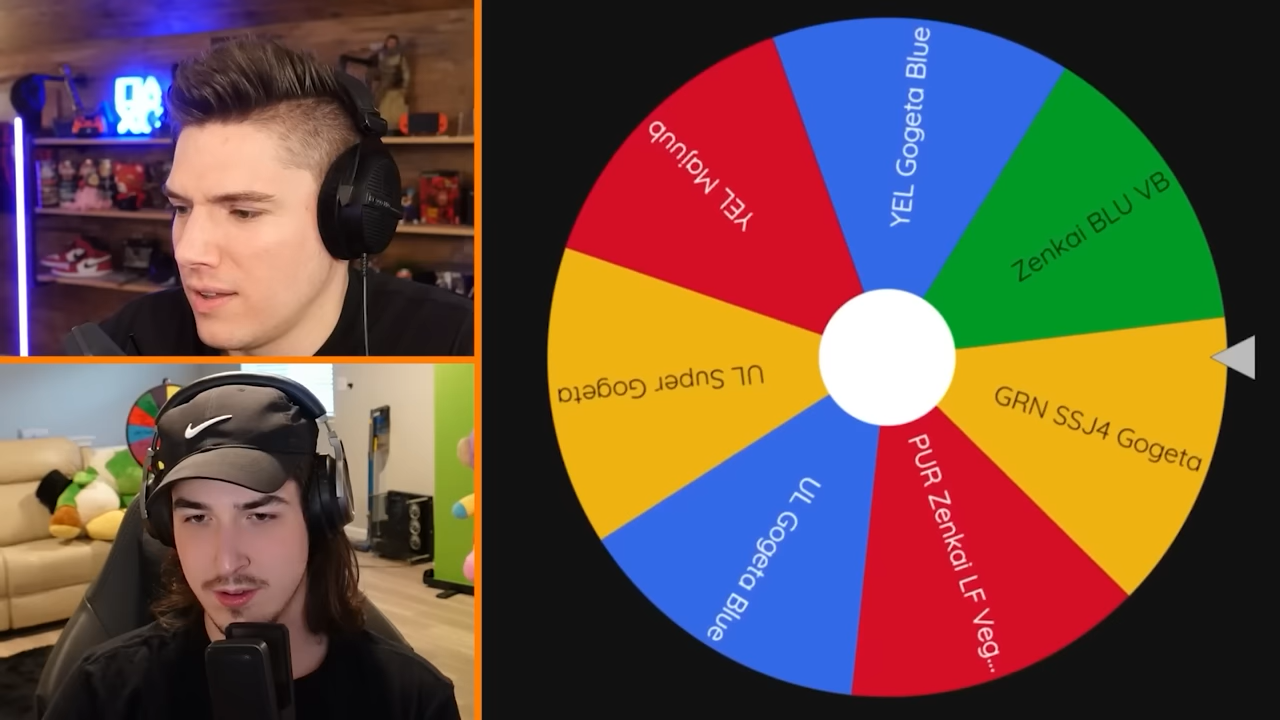 YEL Gogeta Blue
Zenkai BLU VB
GRN SSJ4 Gogeta
PUR Zenkai LF Veg...
UL Gogeta Blue
UL Super Gogeta
YEL Majuub